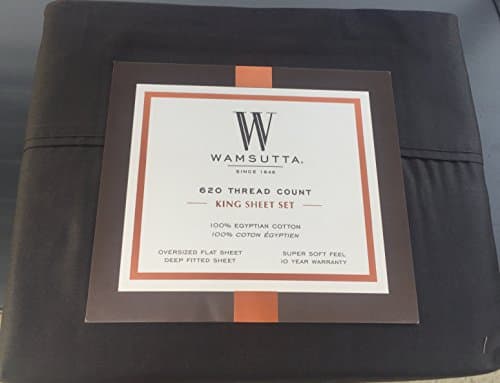 W
WAMSUTTA.
SINCE 1846
620 THREAD COUNT
KING SHEET SET
100% EGYPTIAN COTTON
100% COTON ÉGYPTIEN
OVERSIZED FLAT SHEET
DEEP FITTED SHEET
SUPER SOFT FEEL
10 YEAR WARRANTY